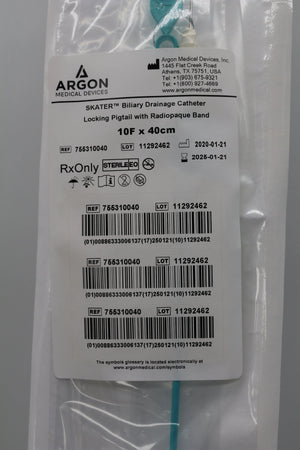 ARGON
MEDICAL DEVICES
Argon Medical Devices, Inc.
1445 Flat Creek Road
Athens, TX 75751, USA
Tel: +1(903) 675-9321
Tel: +1(800) 927-4669
SKATER™ Biliary Drainage Catheter
Locking Pigtail with Radiopaque Band
10F x 40cm
REF 755310040 LOT 11292462
2020-01-21
2025-01-21
RxOnly STERILE EO
REF 755310040 LOT 11292462
(01)00886333006137(17)250121(10)11292462
REF 755310040 LOT 11292462
(01)00886333006137(17)250121(10)11292462
REF 755310040 LOT 11292462
(01)00886333006137(17)250121(10)11292462
The symbols glossary is located electronically at
www.argonmedical.com/symbols